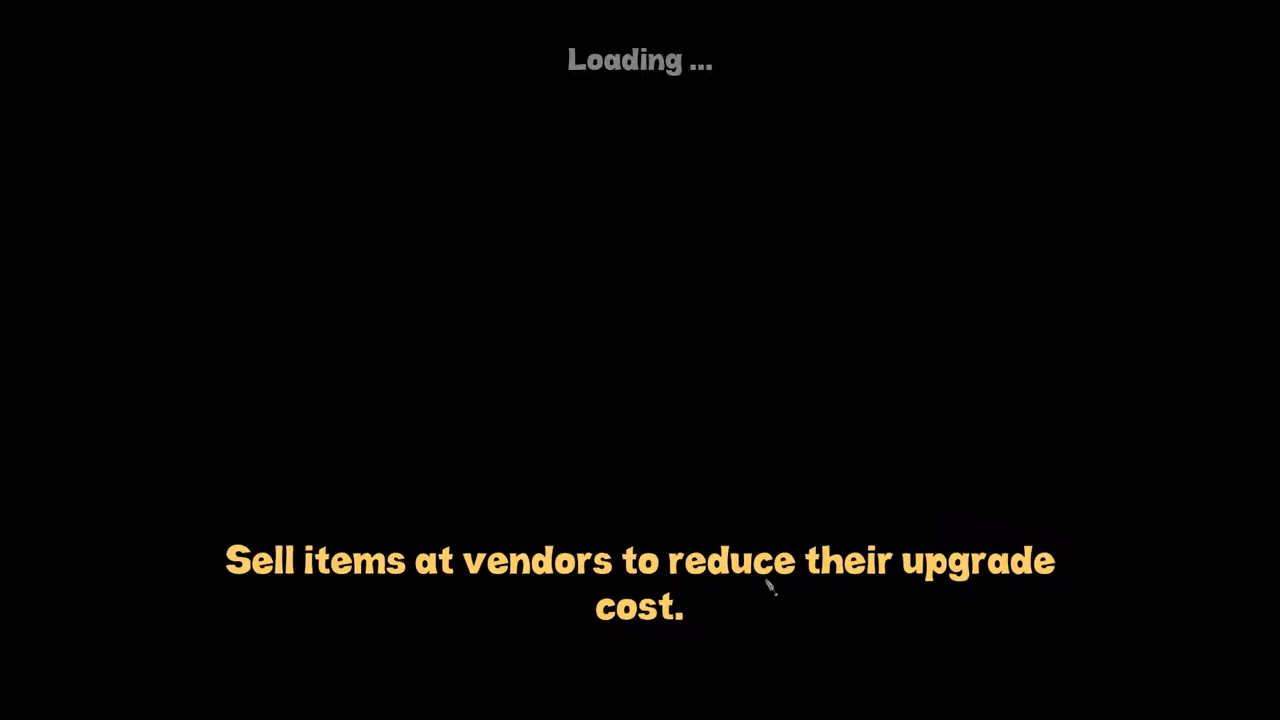 Loading ...
Sell items at vendors to reduce their upgrade
cost.